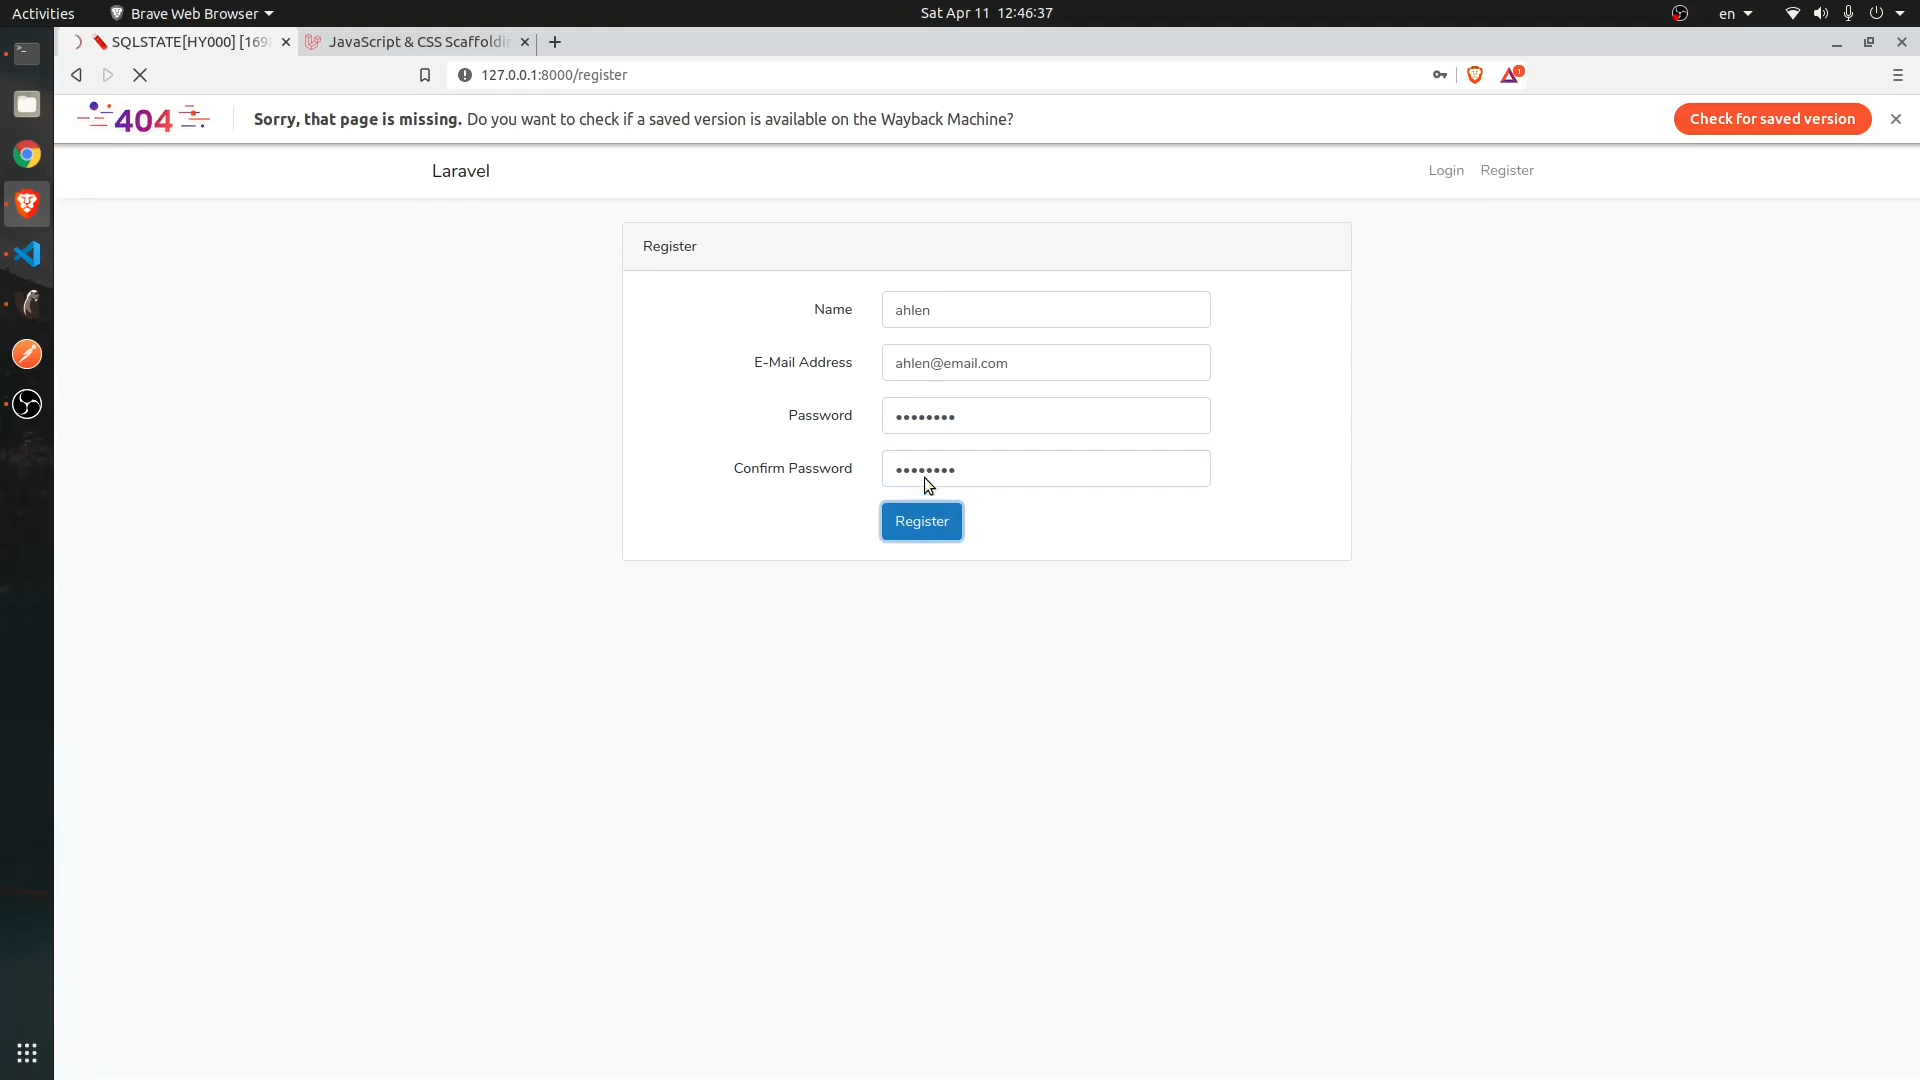 Activities
Brave Web Browser
Sat Apr 11 12:46:37
en
SQLSTATE[HY000] [169
JavaScript & CSS Scaffoldi
127.0.0.1:8000/register
1
404
Sorry, that page is missing. Do you want to check if a saved version is available on the Wayback Machine?
Check for saved version
Laravel
Login
Register
Register
Name
ahlen
E-Mail Address
ahlen@email.com
Password
••••••••
Confirm Password
••••••••
Register